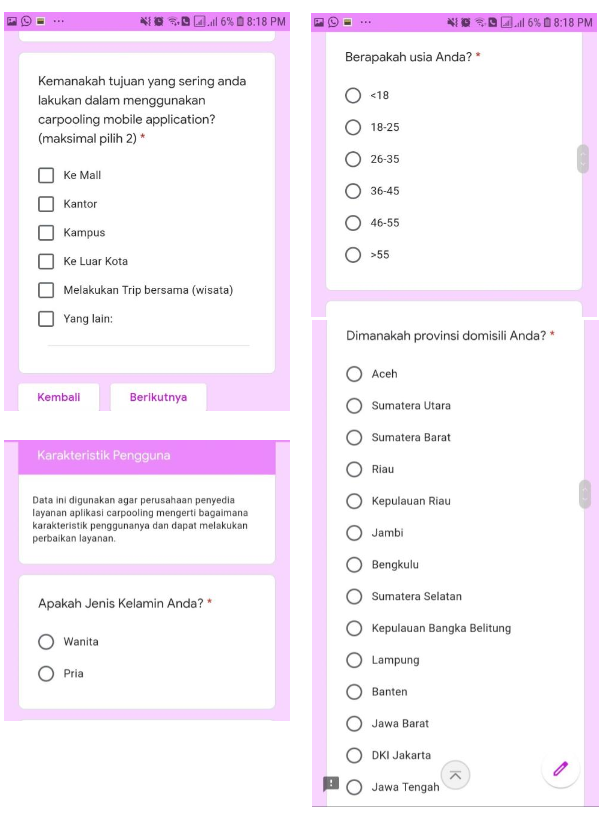 6% 8:18 PM
Kemanakah tujuan yang sering anda
lakukan dalam menggunakan
carpooling mobile application?
(maksimal pilih 2) *
Ke Mall
Kantor
Kampus
Ke Luar Kota
Melakukan Trip bersama (wisata)
Yang lain:
Kembali
Berikutnya
Karakteristik Pengguna
Data ini digunakan agar perusahaan penyedia
layanan aplikasi carpooling mengerti bagaimana
karakteristik penggunanya dan dapat melakukan
perbaikan layanan.
Apakah Jenis Kelamin Anda? *
Wanita
Pria
6% 8:18 PM
Berapakah usia Anda? *
<18
18-25
26-35
36-45
46-55
>55
Dimanakah provinsi domisili Anda? *
Aceh
Sumatera Utara
Sumatera Barat
Riau
Kepulauan Riau
Jambi
Bengkulu
Sumatera Selatan
Kepulauan Bangka Belitung
Lampung
Banten
Jawa Barat
DKI Jakarta
Jawa Tengah